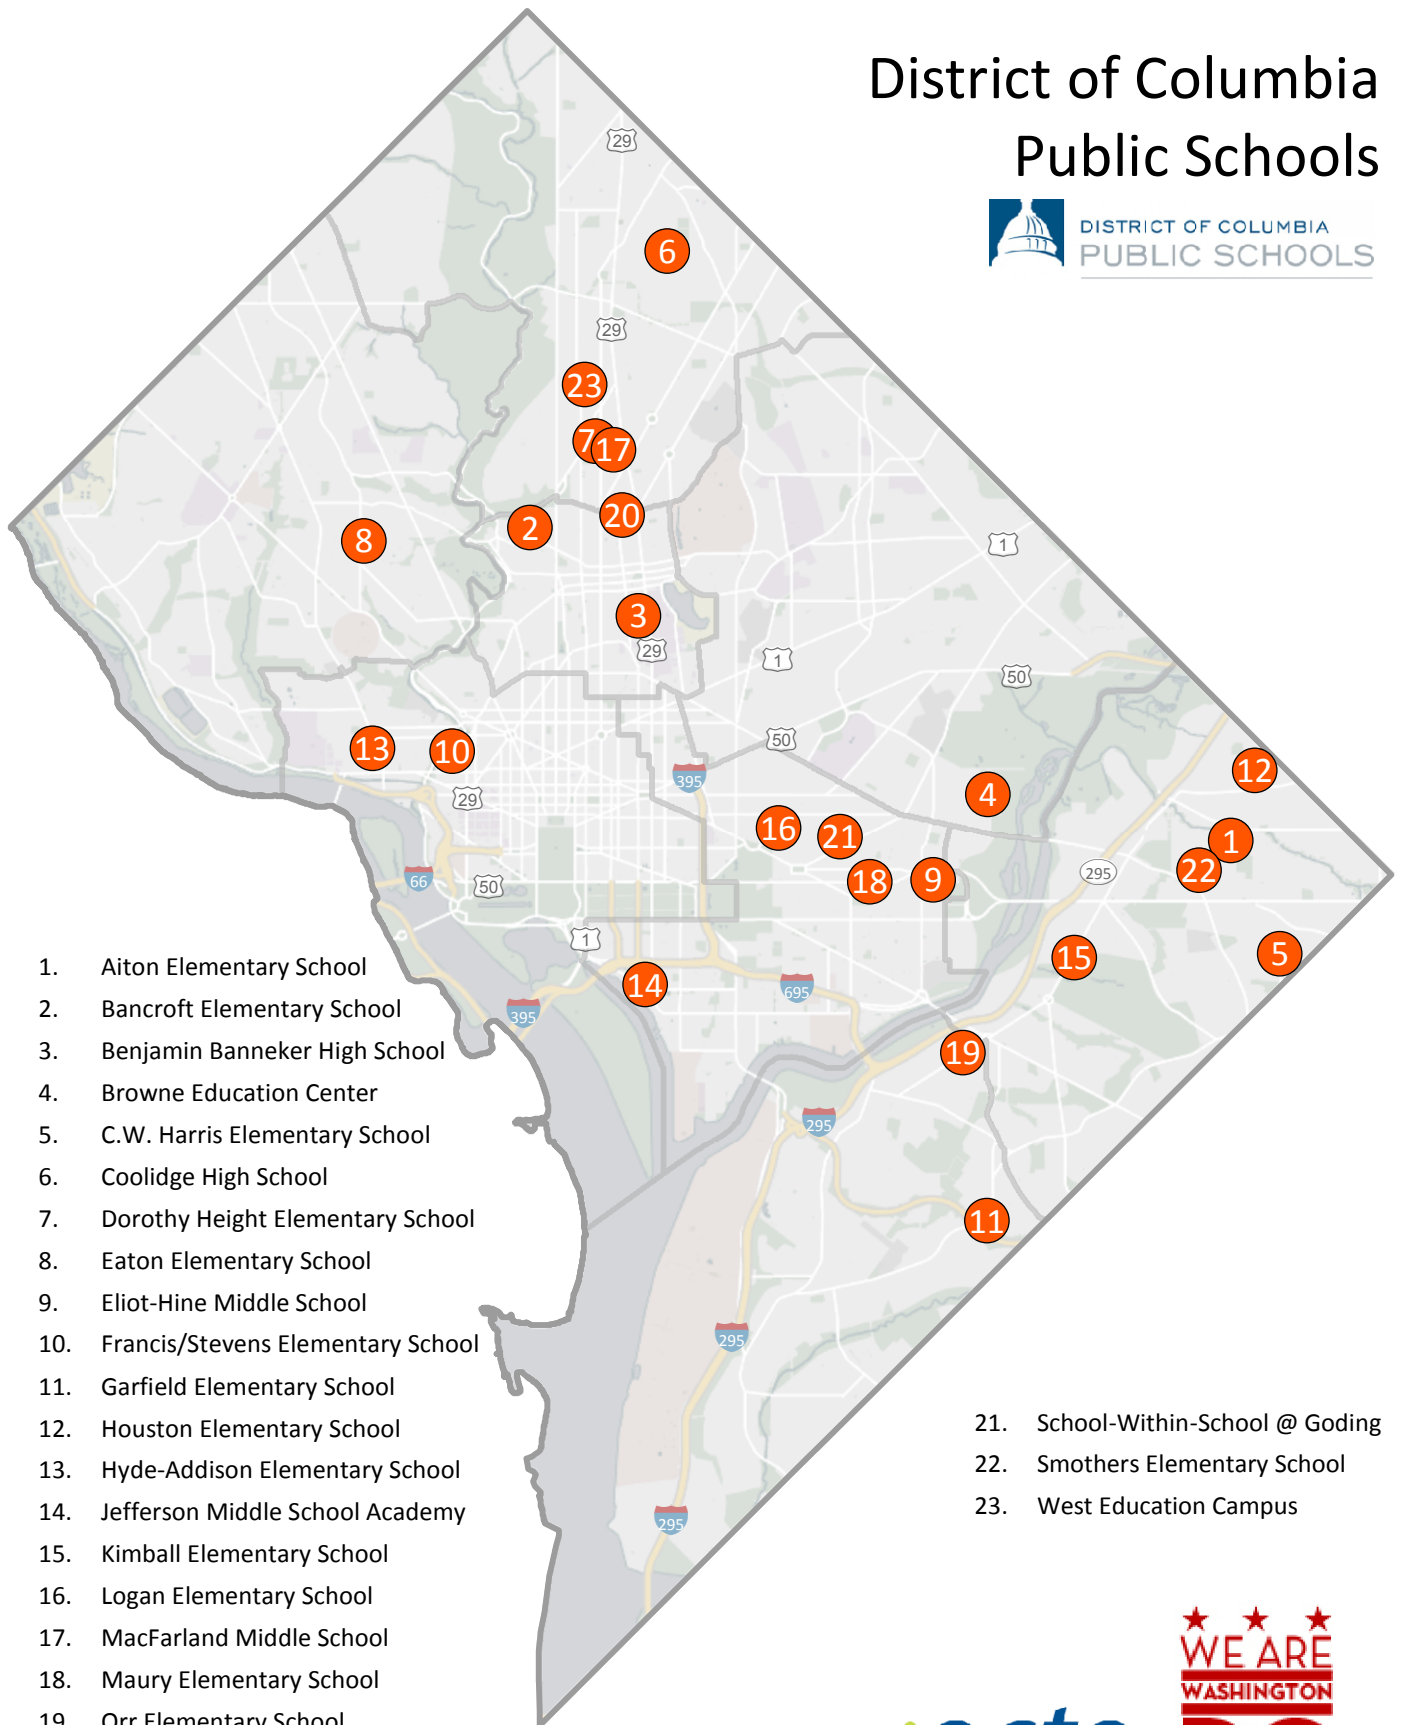 District of Columbia
Public Schools
DISTRICT OF COLUMBIA
PUBLIC SCHOOLS
29
6
29
23
7
17
20
2
8
1
3
29
1
50
50
13
10
395
12
29
4
16
21
1
22
18
9
295
66
50
1
15
5
14
695
395
19
295
11
295
295
1. Aiton Elementary School
2. Bancroft Elementary School
3. Benjamin Banneker High School
4. Browne Education Center
5. C.W. Harris Elementary School
6. Coolidge High School
7. Dorothy Height Elementary School
8. Eaton Elementary School
9. Eliot-Hine Middle School
10. Francis/Stevens Elementary School
11. Garfield Elementary School
12. Houston Elementary School
13. Hyde-Addison Elementary School
14. Jefferson Middle School Academy
15. Kimball Elementary School
16. Logan Elementary School
17. MacFarland Middle School
18. Maury Elementary School
19. Orr Elementary School
21. School-Within-School @ Goding
22. Smothers Elementary School
23. West Education Campus
WE ARE
WASHINGTON